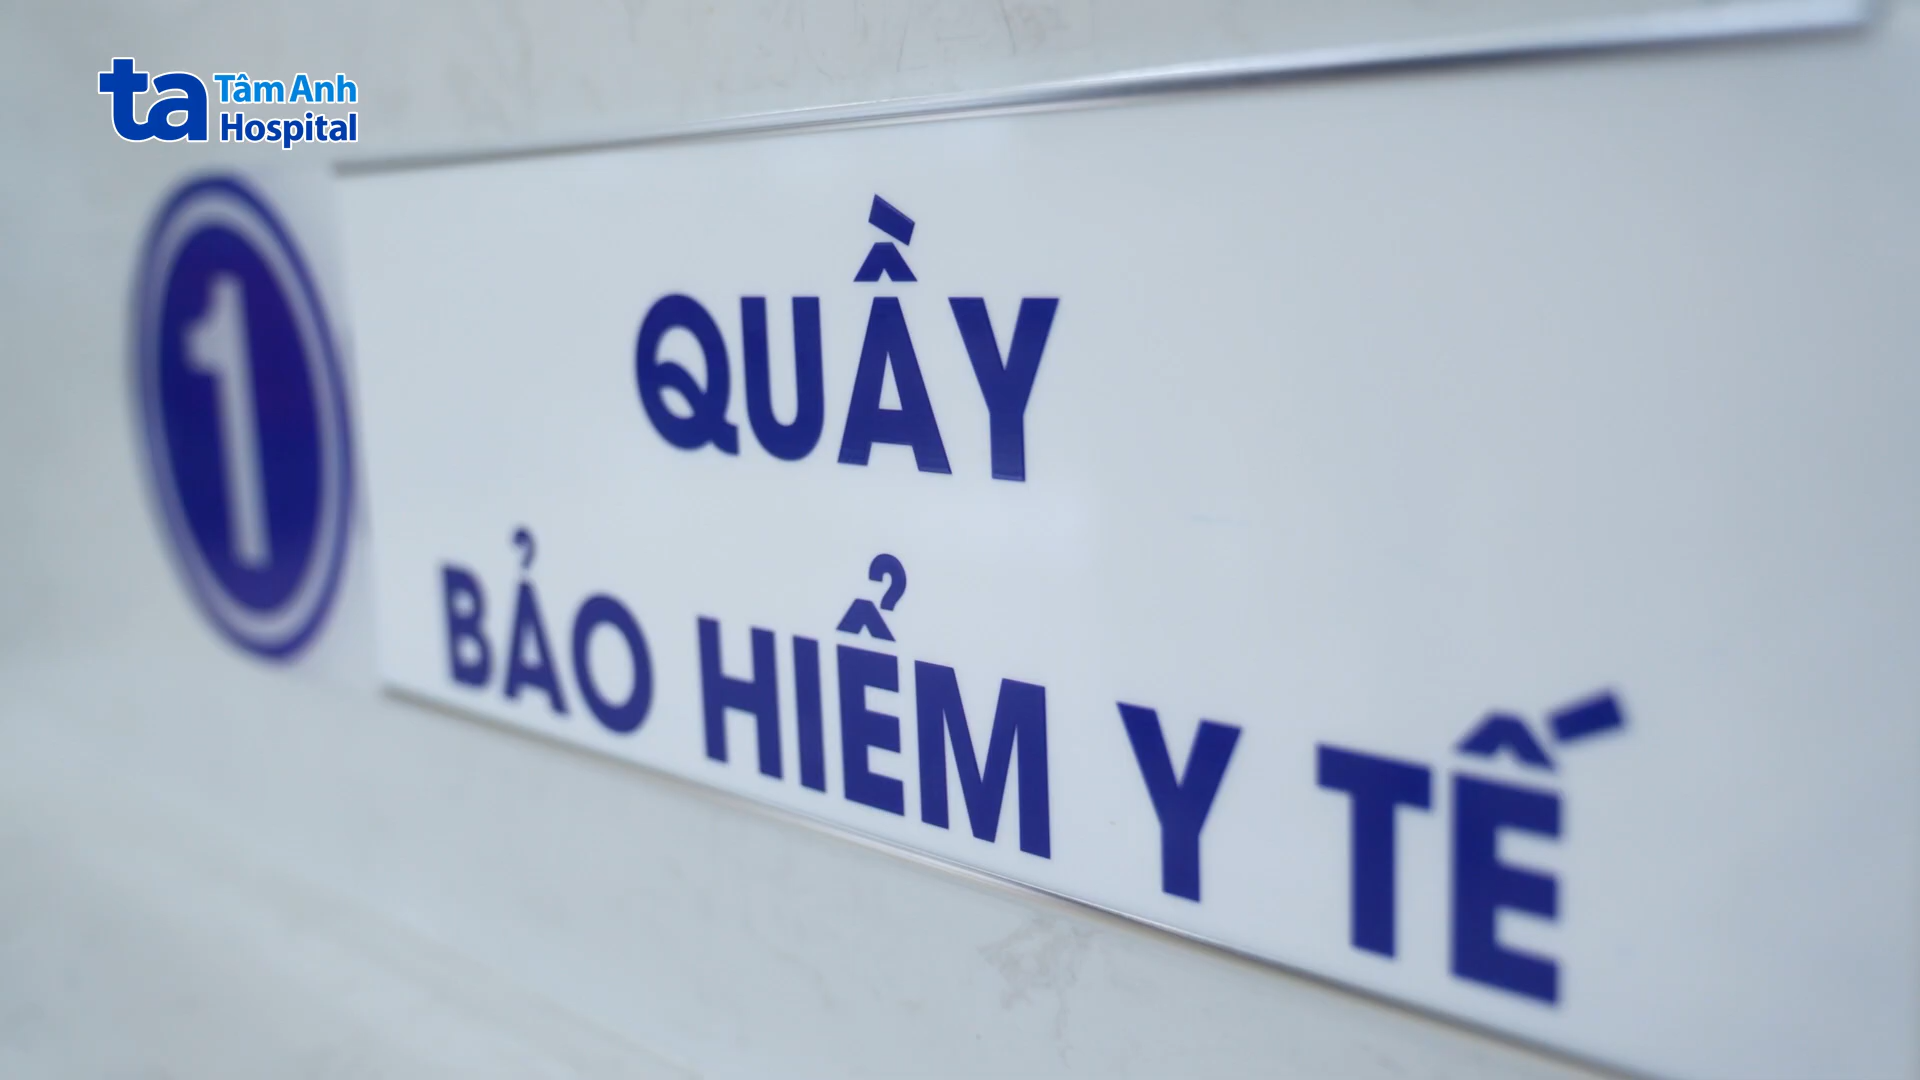 ta Tâm Anh
Hospital
1
QUẦY
BẢO HIỂM Y TẾ